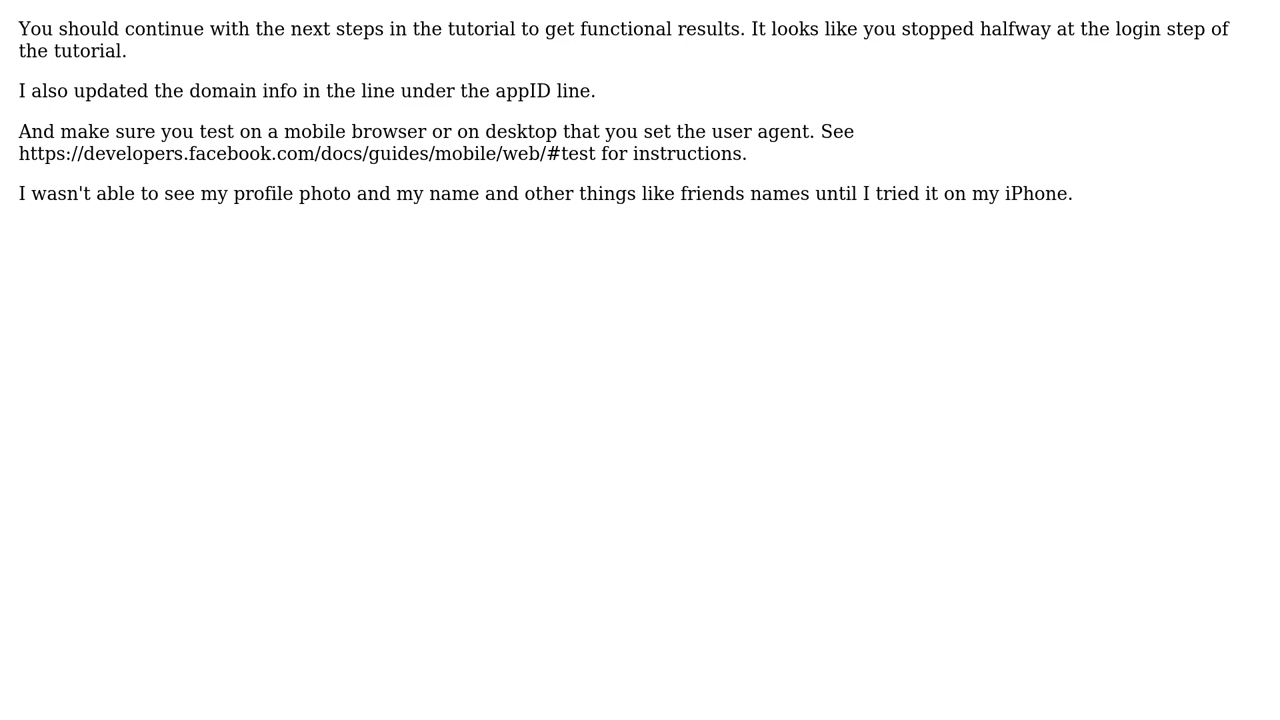 You should continue with the next steps in the tutorial to get functional results. It looks like you stopped halfway at the login step of
the tutorial.
I also updated the domain info in the line under the appID line.
And make sure you test on a mobile browser or on desktop that you set the user agent. See
https://developers.facebook.com/docs/guides/mobile/web/#test for instructions.
I wasn't able to see my profile photo and my name and other things like friends names until I tried it on my iPhone.